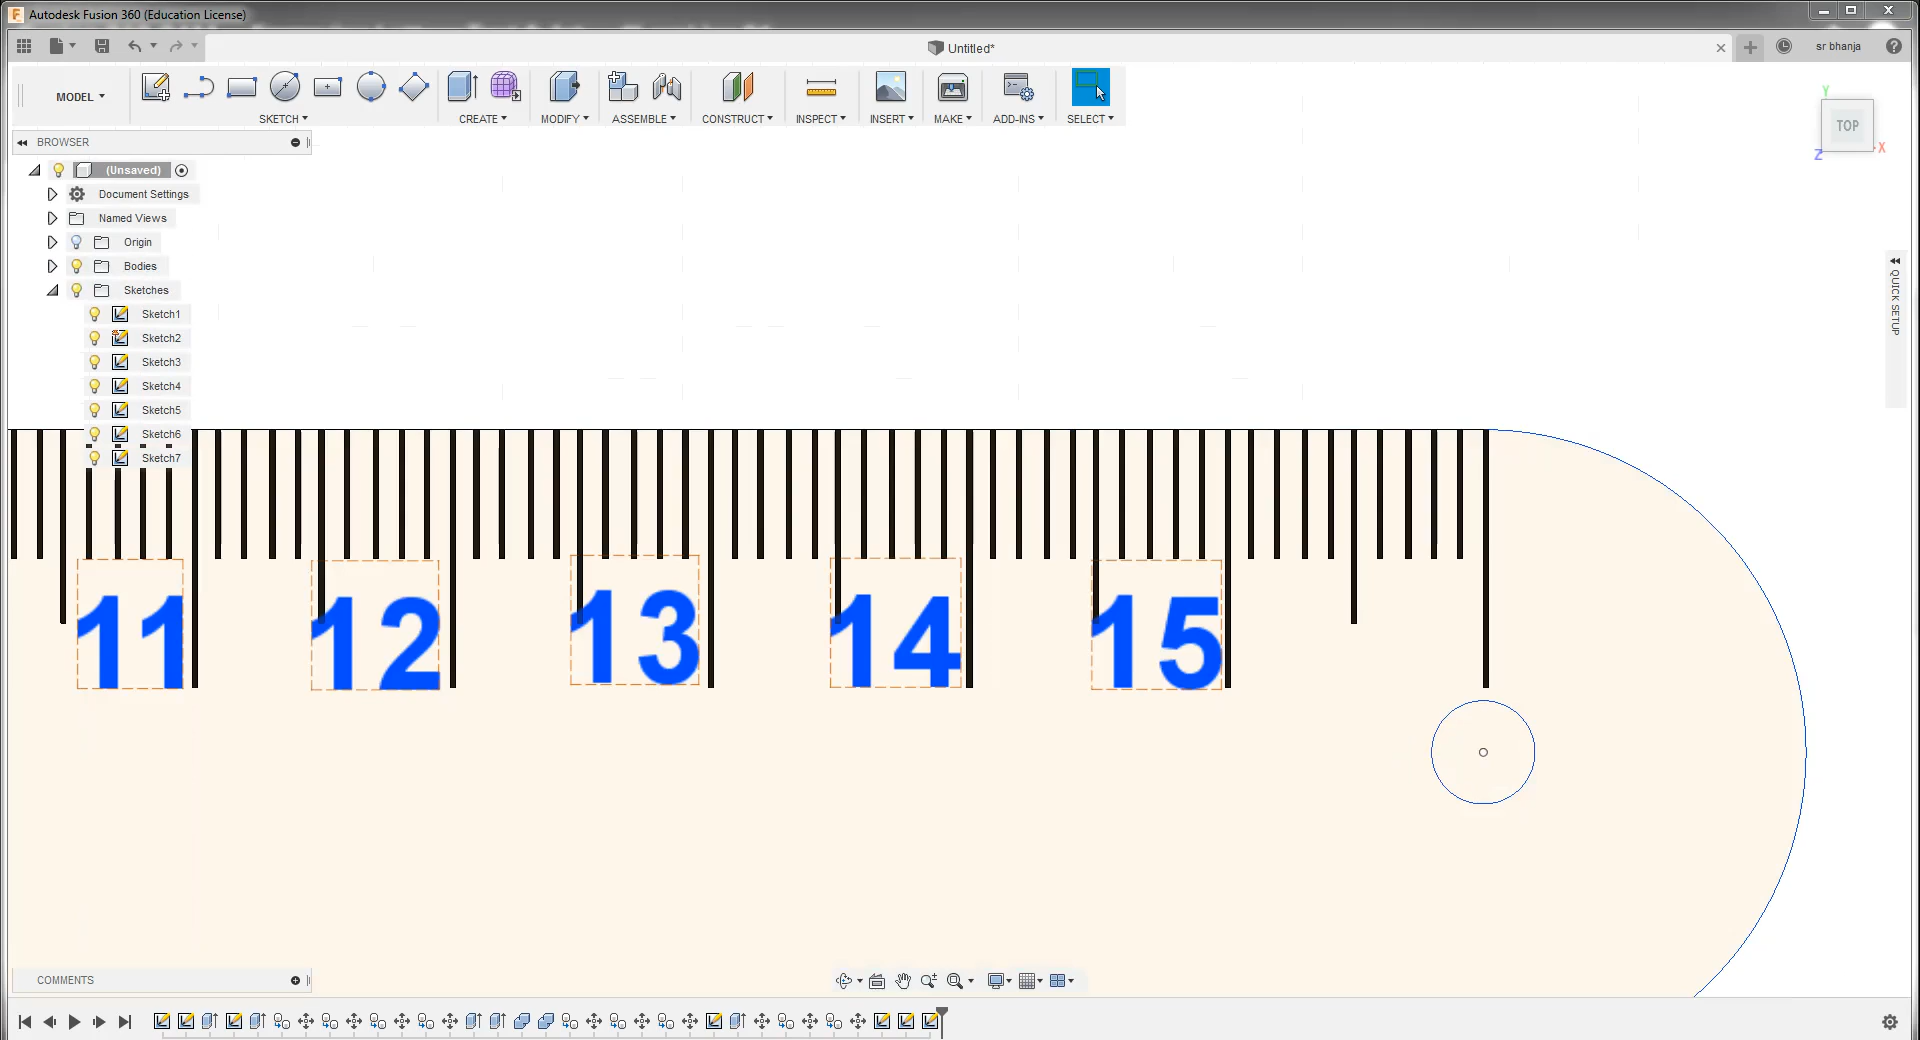 Autodesk Fusion 360 (Education License)
Untitled*
sr bhanja
MODEL
SKETCH
CREATE
MODIFY
ASSEMBLE
CONSTRUCT
INSPECT
INSERT
MAKE
ADD-INS
SELECT
Y
TOP
Z
X
BROWSER
(Unsaved)
Document Settings
Named Views
Origin
Bodies
Sketches
Sketch1
Sketch2
Sketch3
Sketch4
Sketch5
Sketch6
Sketch7
QUICK SETUP
11 12 13 14 15
COMMENTS